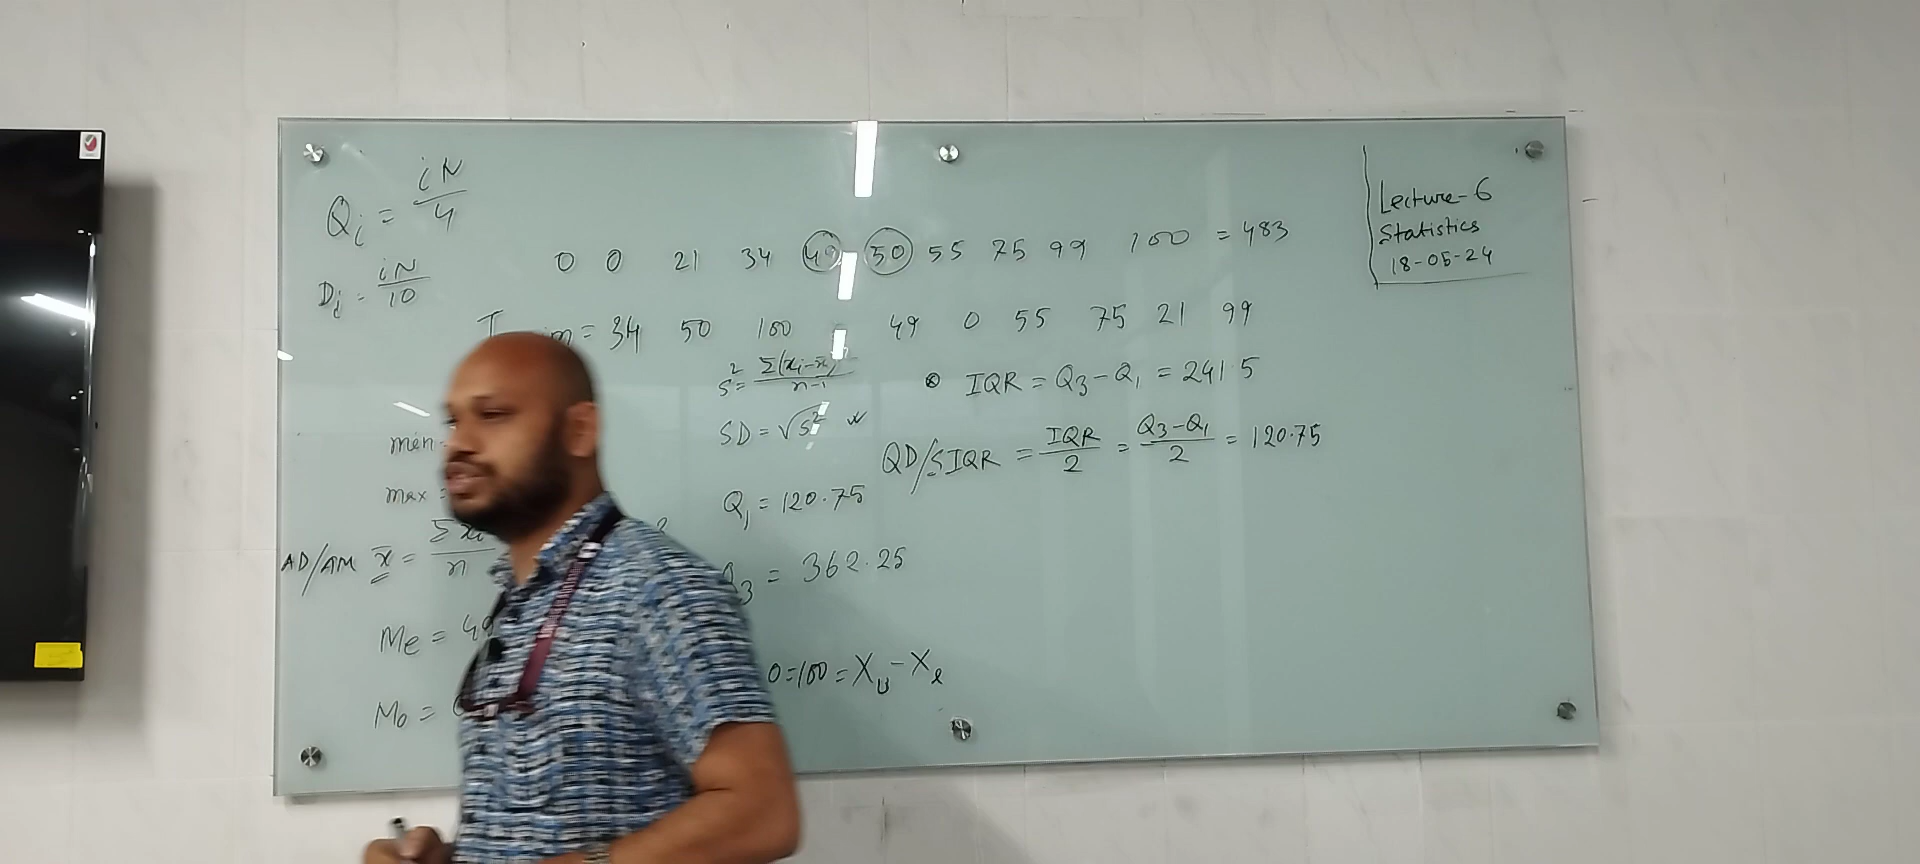 Qi = iN/4
Di = iN/10
0 0 21 34 49 50 55 75 99 100 = 483
= 34 50 100 49 0 55 75 21 99
S² = Σ(xi-x̄)/n-1
SD = √S²
IQR = Q3-Q1 = 241.5
QD/SIQR = IQR/2 = Q3-Q1/2 = 120.75
Q1 = 120.75
3 = 362.25
0=100 = Xu - Xl
min
max =
AD/AM x̄ = Σxi/n
Me = 49
Mo =
Lecture-6
Statistics
18-05-24